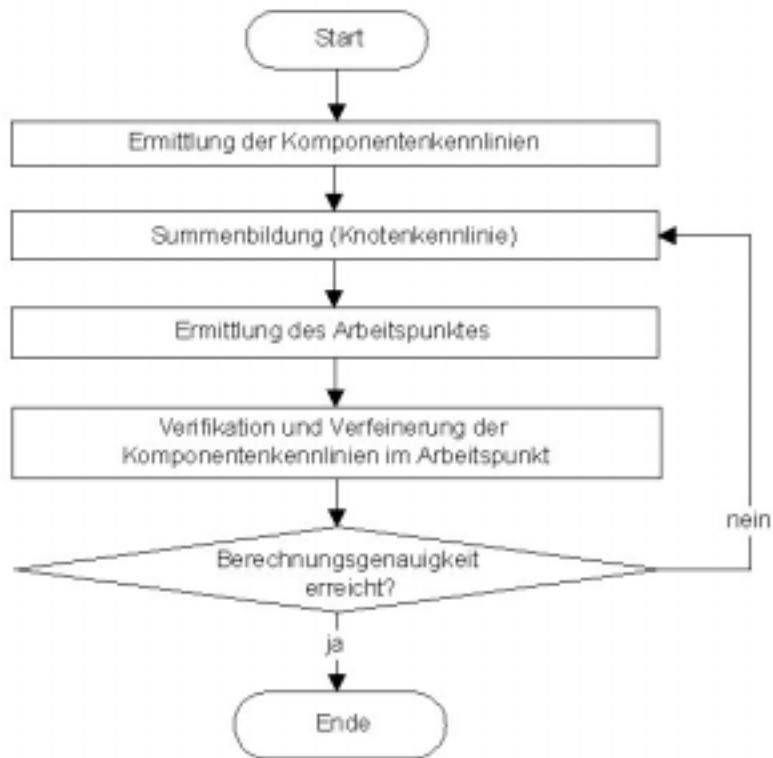 Start
Ermittlung der Komponentenkennlinien
Summenbildung (Knotenkennlinie)
Ermittlung des Arbeitspunktes
Verifikation und Verfeinerung der
Komponentenkennlinien im Arbeitspunkt
nein
Berechnungsgenauigkeit
erreicht?
ja
Ende